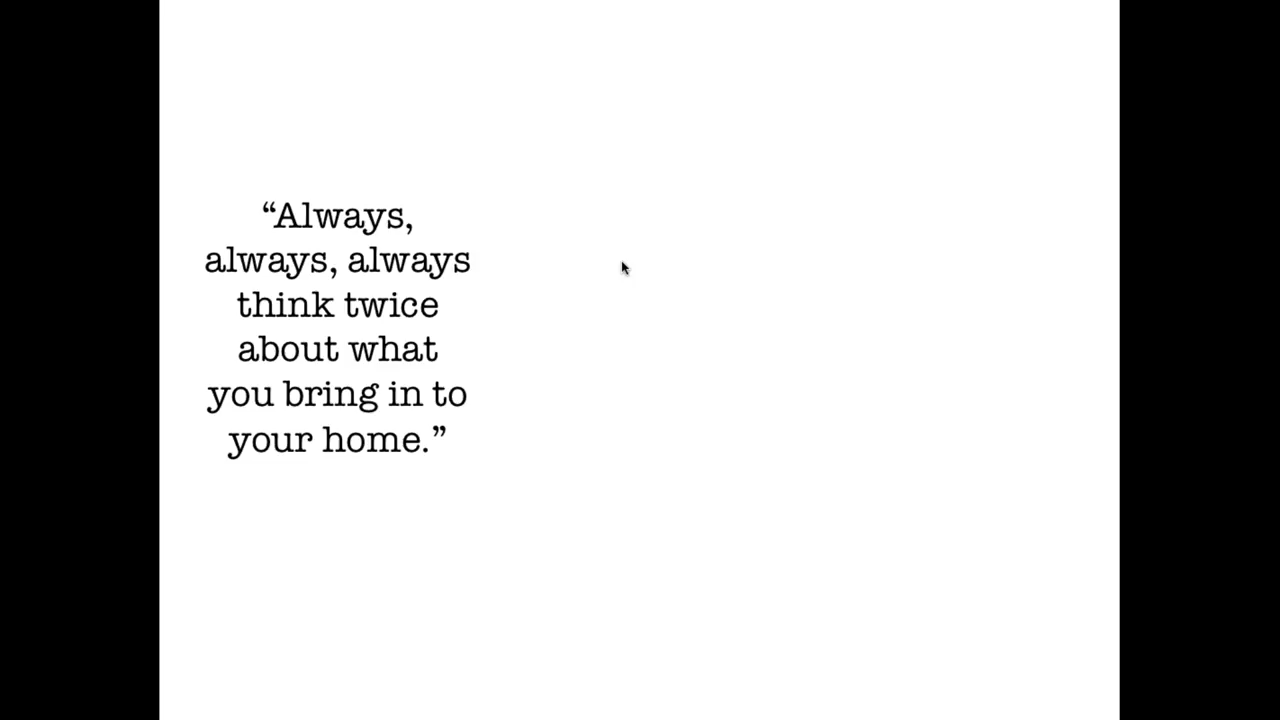 “Always,
always, always
think twice
about what
you bring in to
your home.”